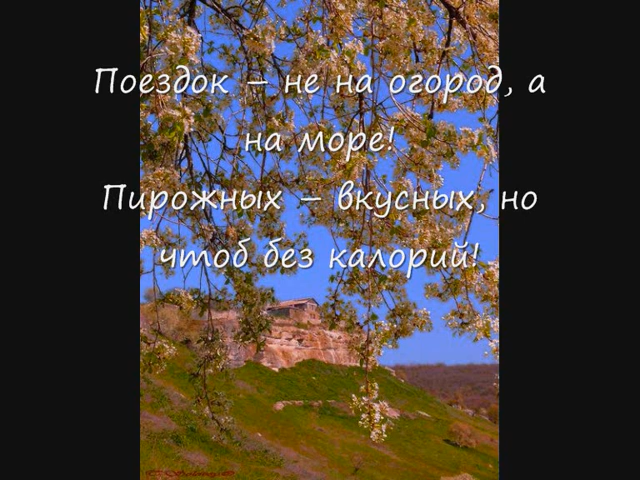 Поездок – не на огород, а
на море!
Пирожных – вкусных, но
чтоб без калорий!